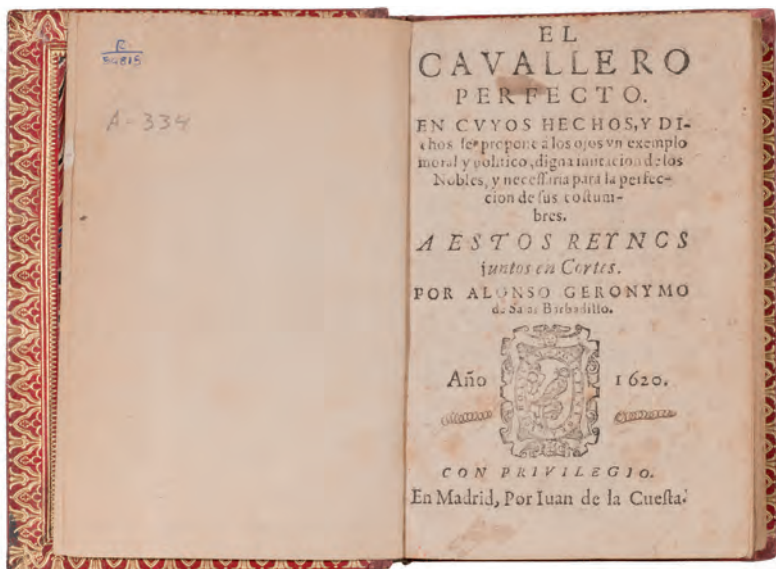 R
A-334
EL
CAVALLERO
PERFECTO.
EN CVYOS HECHOS, Y DI-
chos se propone a los ojos vn exemplo
moral y politico, digna imitacion de los
Nobles, y necessaria para la perfec-
cion de sus costum-
bres.
A ESTOS REYNOS
juntos en Cortes.
POR ALONSO GERONYMO
de Salas Barbadillo.
Año 1620.
CON PRIVILEGIO.
En Madrid, Por Iuan de la Cuesta.